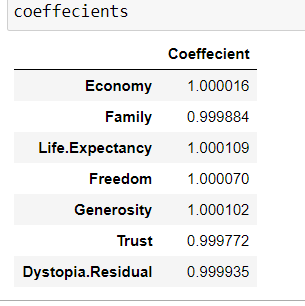 coeffecients
Coeffecient
Economy 1.000016
Family 0.999884
Life.Expectancy 1.000109
Freedom 1.000070
Generosity 1.000102
Trust 0.999772
Dystopia.Residual 0.999935